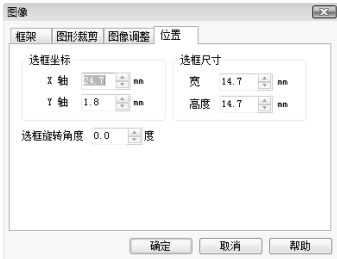 图像
框架 图形裁剪 图像调整 位置
选框坐标 选框尺寸
X 轴 24.7 mm 宽 14.7 mm
Y 轴 1.8 mm 高度 14.7 mm
选框旋转角度 0.0 度
确定 取消 帮助